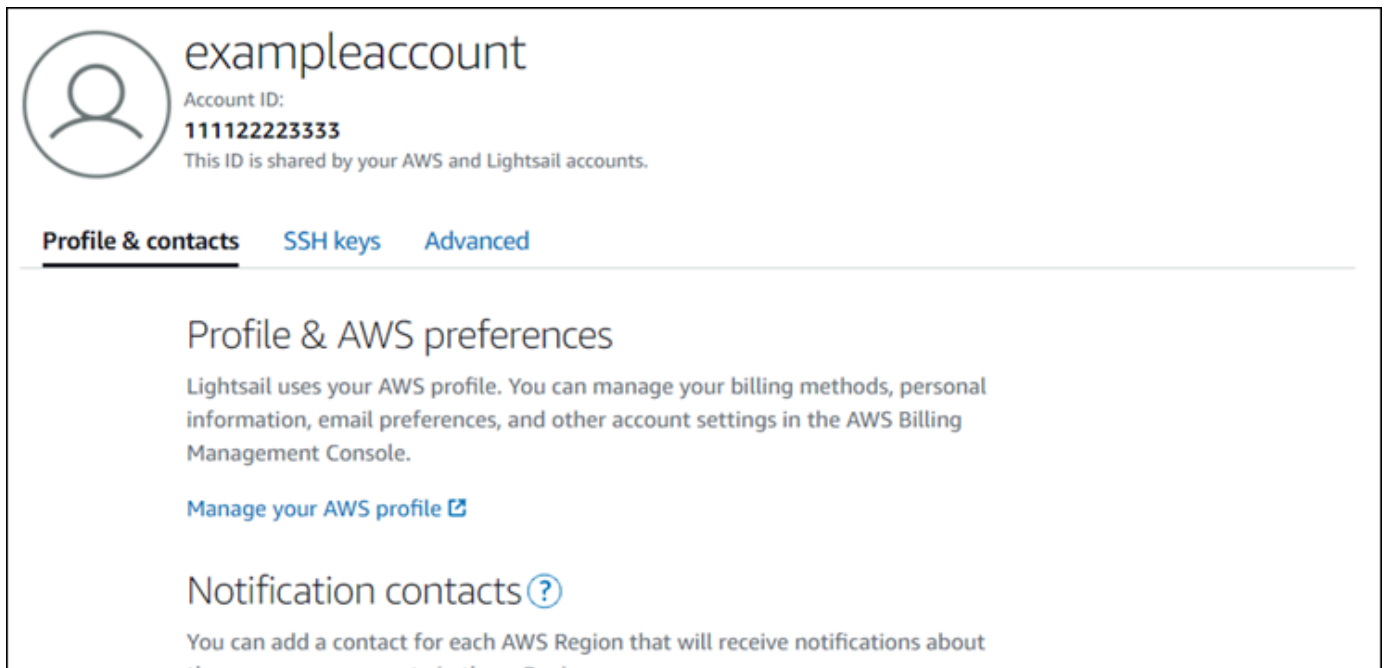 exampleaccount
Account ID:
111122223333
This ID is shared by your AWS and Lightsail accounts.
Profile & contacts SSH keys Advanced
Profile & AWS preferences
Lightsail uses your AWS profile. You can manage your billing methods, personal
information, email preferences, and other account settings in the AWS Billing
Management Console.
Manage your AWS profile
Notification contacts ?
You can add a contact for each AWS Region that will receive notifications about